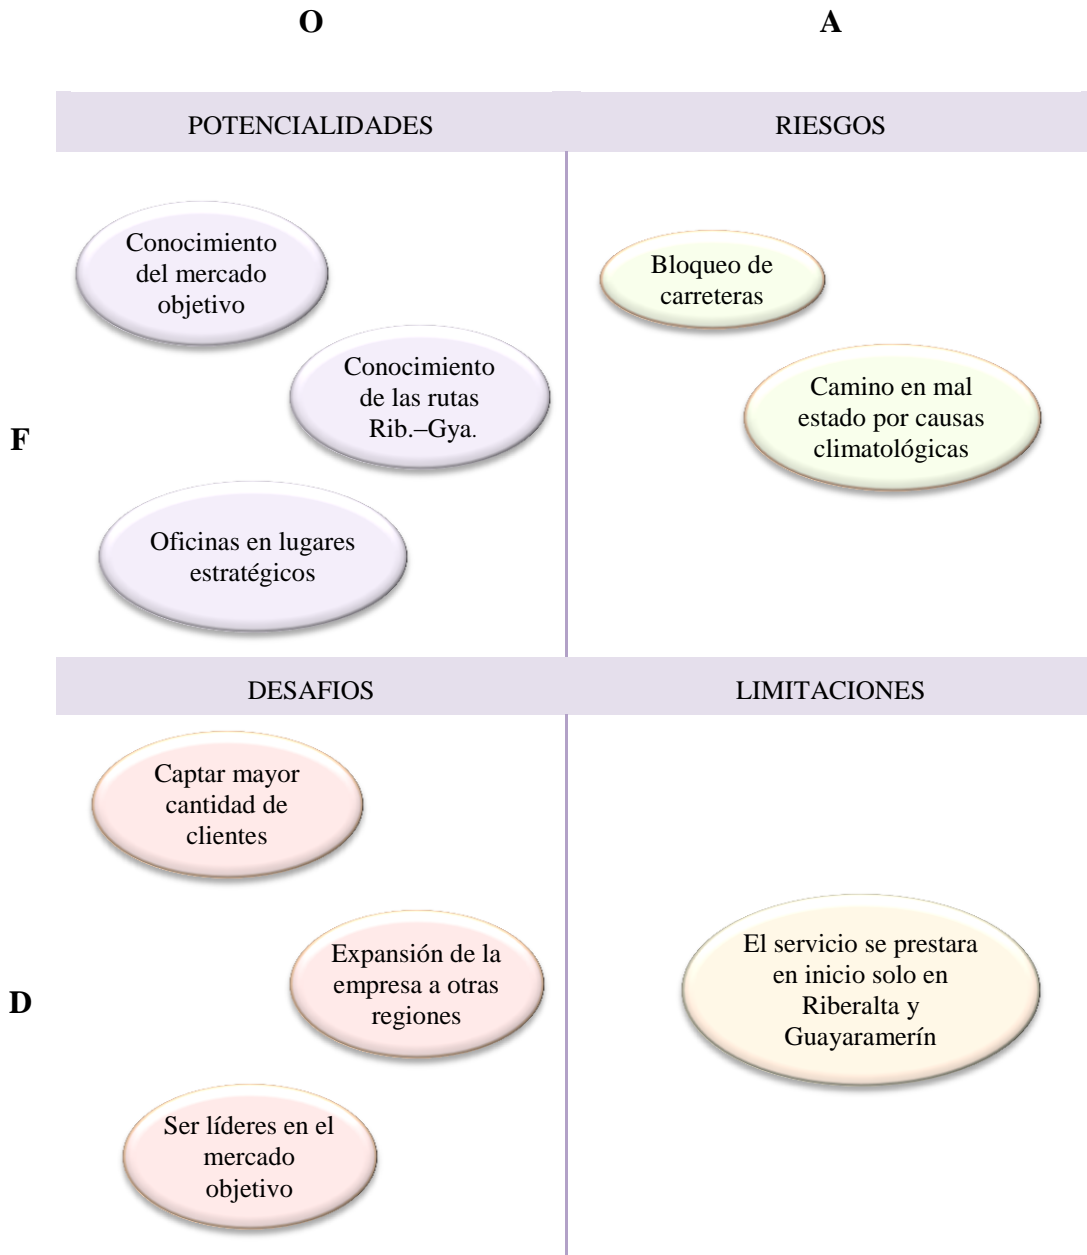 O
A
POTENCIALIDADES
RIESGOS
F
Conocimiento
del mercado
objetivo
Conocimiento
de las rutas
Rib.–Gya.
Oficinas en lugares
estratégicos
Bloqueo de
carreteras
Camino en mal
estado por causas
climatológicas
DESAFIOS
LIMITACIONES
D
Captar mayor
cantidad de
clientes
Expansión de la
empresa a otras
regiones
Ser líderes en el
mercado
objetivo
El servicio se prestara
en inicio solo en
Riberalta y
Guayaramerín